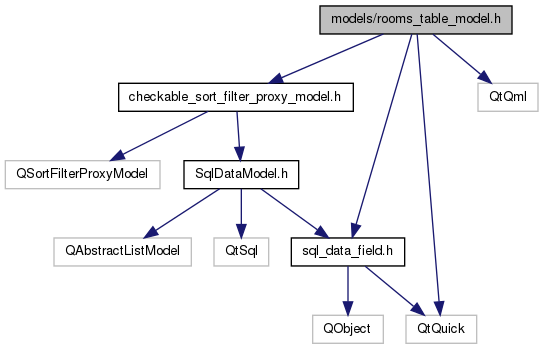 models/rooms_table_model.h
checkable_sort_filter_proxy_model.h
QtQml
QSortFilterProxyModel
SqlDataModel.h
QAbstractListModel
QtSql
sql_data_field.h
QObject
QtQuick